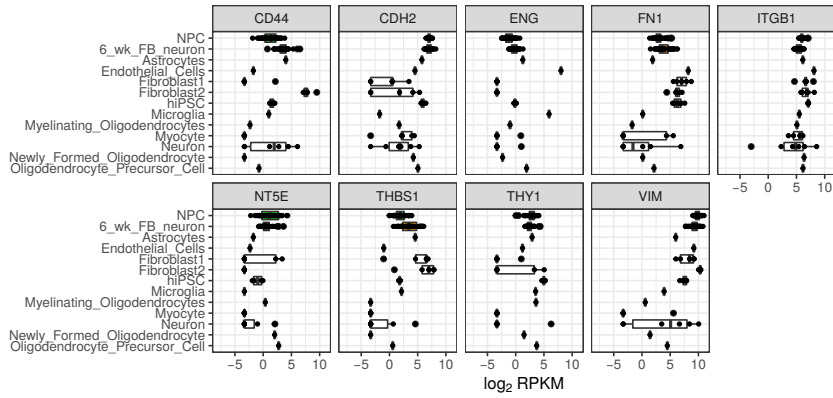 CD44 CDH2 ENG FN1 ITGB1
NPC
6_wk_FB_neuron
Astrocytes
Endothelial_Cells
Fibroblast1
Fibroblast2
hiPSC
Microglia
Myelinating_Oligodendrocytes
Myocyte
Neuron
Newly_Formed_Oligodendrocyte
Oligodendrocyte_Precursor_Cell
−5 0 5 10
NT5E THBS1 THY1 VIM
NPC
6_wk_FB_neuron
Astrocytes
Endothelial_Cells
Fibroblast1
Fibroblast2
hiPSC
Microglia
Myelinating_Oligodendrocytes
Myocyte
Neuron
Newly_Formed_Oligodendrocyte
Oligodendrocyte_Precursor_Cell
−5 0 5 10 −5 0 5 10 −5 0 5 10 −5 0 5 10
log₂ RPKM